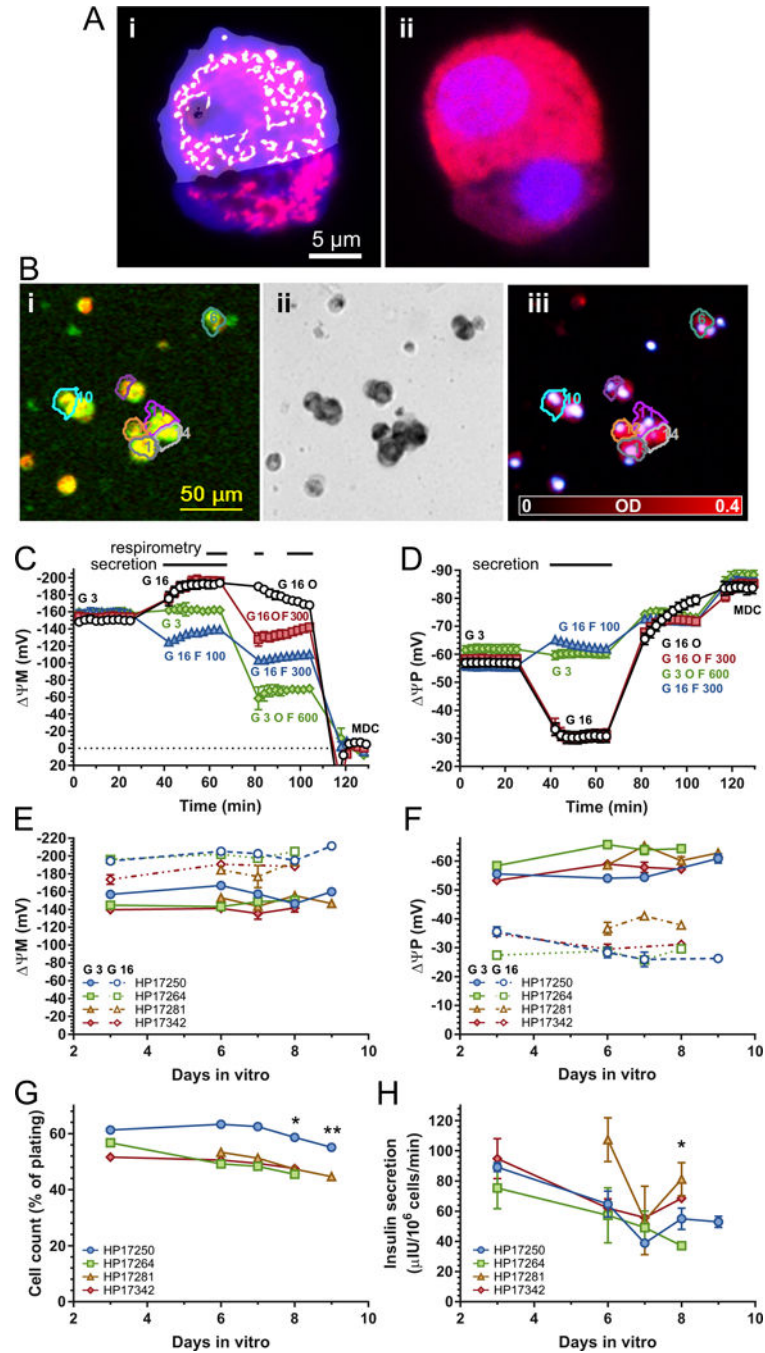 A
i
ii
5 µm
B
i
ii
iii
6
10
4
1
50 µm
6
10
4
0 OD 0.4
C
respirometry
secretion
G 3
G 16
G 16 O
G 3
G 16 F 100
G 16 O F 300
G 16 F 300
G 3 O F 600
MDC
-200
-180
-160
-140
-120
-100
-80
-60
-40
-20
0
20
ΔΨM (mV)
0 20 40 60 80 100 120
Time (min)
D
secretion
G 3
G 16 F 100
G 3
G 16
MDC
G 16 O
G 16 O F 300
G 3 O F 600
G 16 F 300
-90
-80
-70
-60
-50
-40
-30
-20
ΔΨP (mV)
0 20 40 60 80 100 120
Time (min)
E
-220
-200
-180
-160
-140
-120
-100
-80
-60
-40
-20
0
ΔΨM (mV)
G 3 G 16
HP17250
HP17264
HP17281
HP17342
2 4 6 8 10
Days in vitro
F
-60
-50
-40
-30
-20
-10
0
ΔΨP (mV)
G 3 G 16
HP17250
HP17264
HP17281
HP17342
2 4 6 8 10
Days in vitro
G
60
40
20
0
Cell count (% of plating)
* **
HP17250
HP17264
HP17281
HP17342
2 4 6 8 10
Days in vitro
H
120
100
80
60
40
20
0
Insulin secretion
(µIU/10⁶ cells/min)
*
HP17250
HP17264
HP17281
HP17342
2 4 6 8 10
Days in vitro